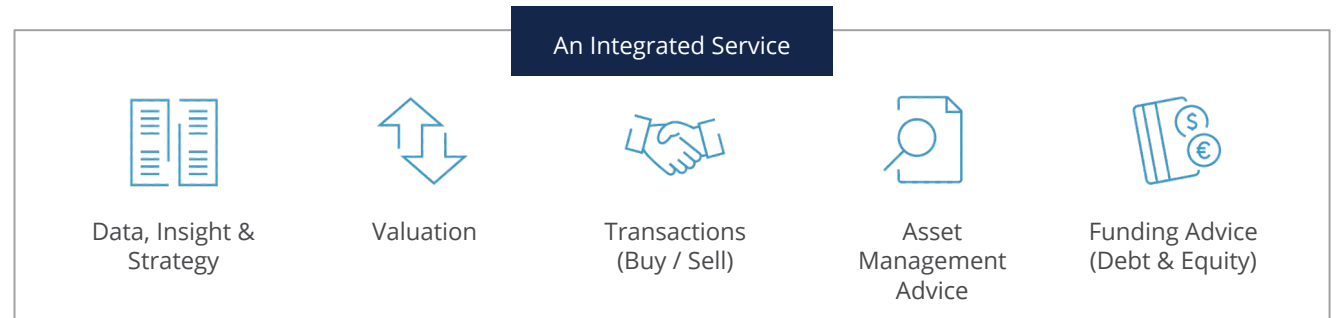 An Integrated Service
Data, Insight &
Strategy
Valuation
Transactions
(Buy / Sell)
Asset
Management
Advice
Funding Advice
(Debt & Equity)
$
€